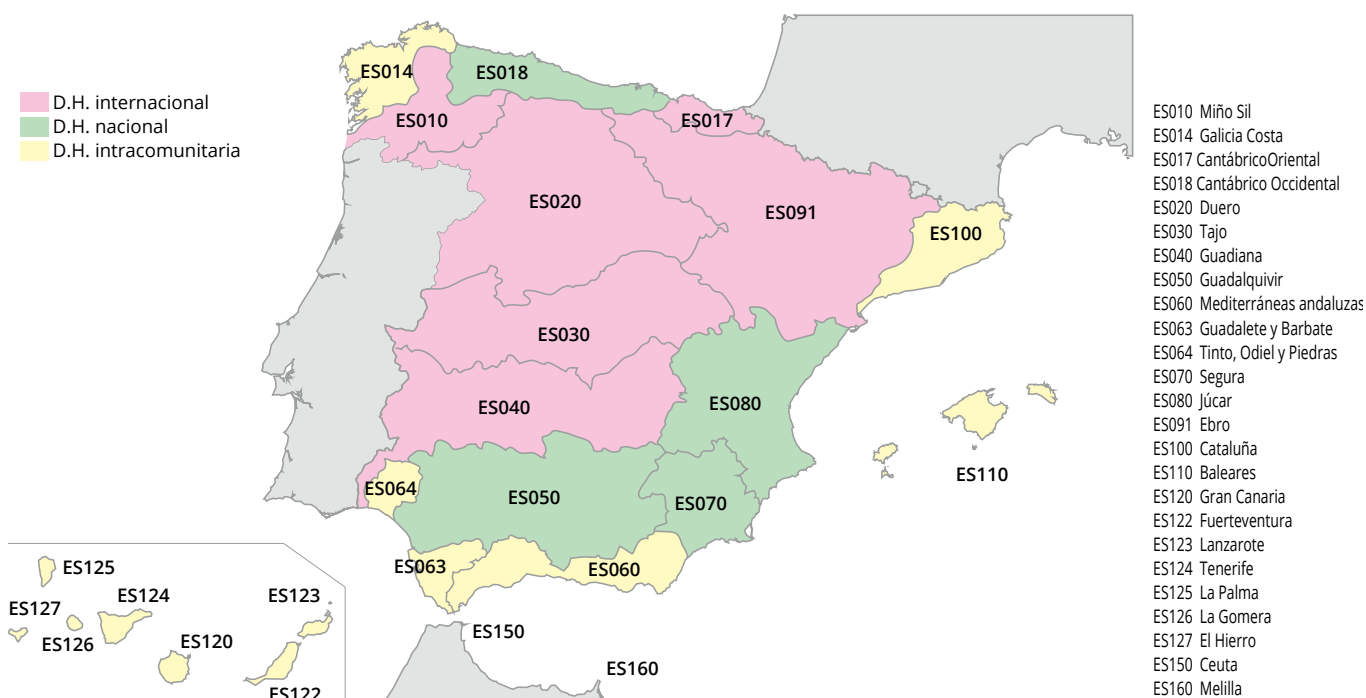 D.H. internacional
D.H. nacional
D.H. intracomunitaria
ES014
ES018
ES010
ES017
ES020
ES091
ES100
ES030
ES040
ES080
ES110
ES064
ES050
ES070
ES063
ES060
ES125
ES124
ES123
ES127
ES126
ES120
ES122
ES150
ES160
ES010 Miño Sil
ES014 Galicia Costa
ES017 CantábricoOriental
ES018 Cantábrico Occidental
ES020 Duero
ES030 Tajo
ES040 Guadiana
ES050 Guadalquivir
ES060 Mediterráneas andaluzas
ES063 Guadalete y Barbate
ES064 Tinto, Odiel y Piedras
ES070 Segura
ES080 Júcar
ES091 Ebro
ES100 Cataluña
ES110 Baleares
ES120 Gran Canaria
ES122 Fuerteventura
ES123 Lanzarote
ES124 Tenerife
ES125 La Palma
ES126 La Gomera
ES127 El Hierro
ES150 Ceuta
ES160 Melilla